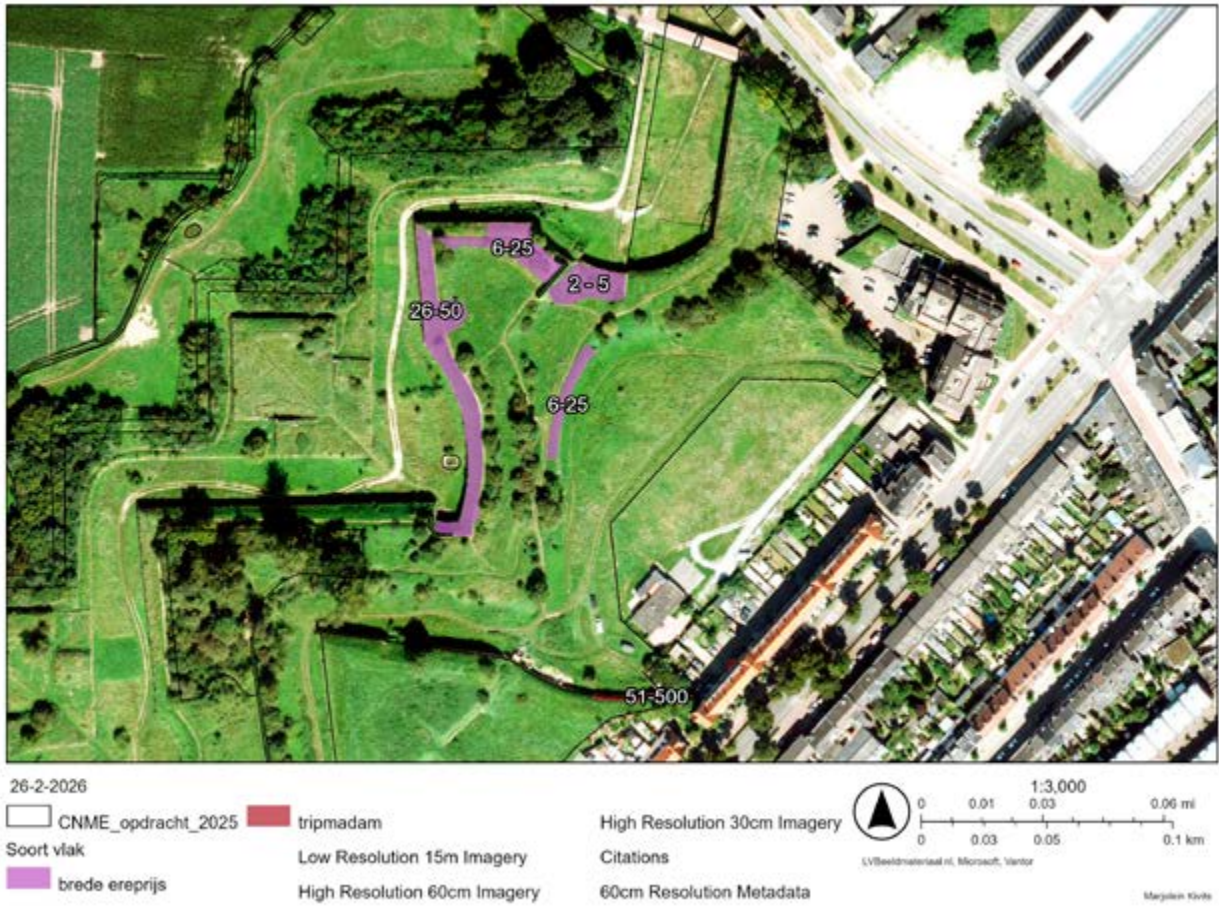 6-25
2 - 5
26-50
6-25
51-500
26-2-2026
CNME_opdracht_2025
tripmadam
Soort vlak
brede ereprijs
Low Resolution 15m Imagery
High Resolution 60cm Imagery
High Resolution 30cm Imagery
Citations
60cm Resolution Metadata
1:3,000
0 0.01 0.03 0.06 mi
0 0.03 0.05 0.1 km
LVBeeldmateriaal.nl, Microsoft, Vantor
Marjolein Kivits